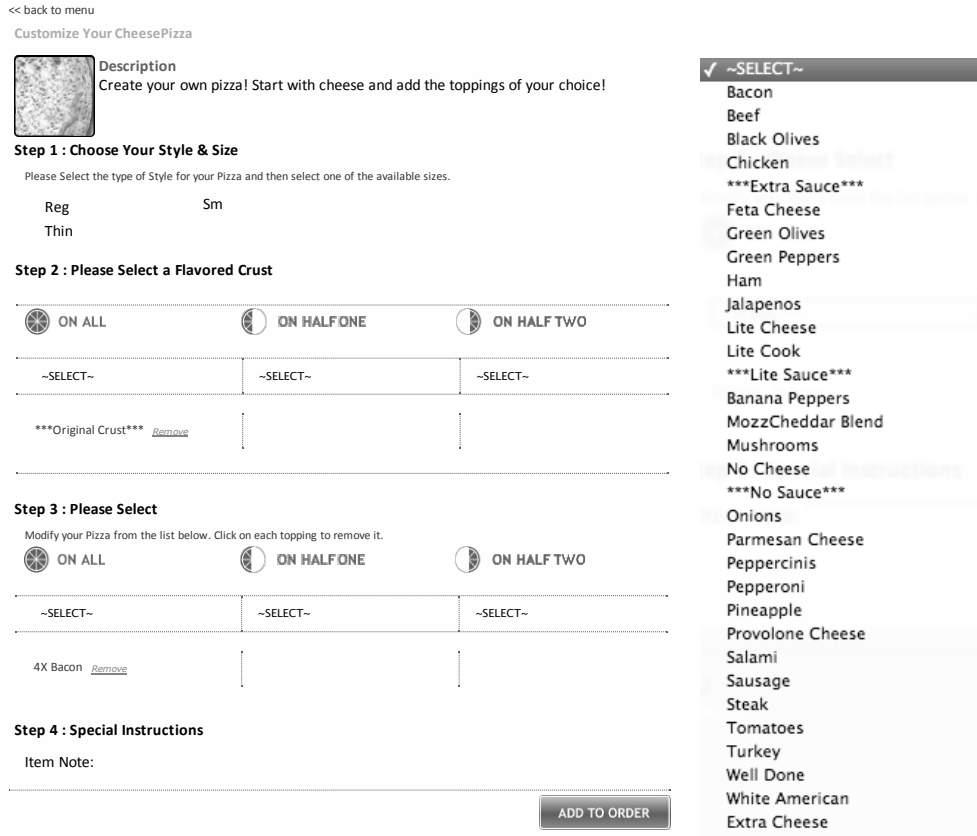 << back to menu
Customize Your CheesePizza
Description
Create your own pizza! Start with cheese and add the toppings of your choice!
Step 1 : Choose Your Style & Size
Please Select the type of Style for your Pizza and then select one of the available sizes.
Reg
Sm
Thin
Step 2 : Please Select a Flavored Crust
ON ALL
ON HALF ONE
ON HALF TWO
~SELECT~
~SELECT~
~SELECT~
***Original Crust*** Remove
Step 3 : Please Select
Modify your Pizza from the list below. Click on each topping to remove it.
ON ALL
ON HALF ONE
ON HALF TWO
~SELECT~
~SELECT~
~SELECT~
4X Bacon Remove
Step 4 : Special Instructions
Item Note:
ADD TO ORDER
✓ ~SELECT~
Bacon
Beef
Black Olives
Chicken
***Extra Sauce***
Feta Cheese
Green Olives
Green Peppers
Ham
Jalapenos
Lite Cheese
Lite Cook
***Lite Sauce***
Banana Peppers
MozzCheddar Blend
Mushrooms
No Cheese
***No Sauce***
Onions
Parmesan Cheese
Peppercinis
Pepperoni
Pineapple
Provolone Cheese
Salami
Sausage
Steak
Tomatoes
Turkey
Well Done
White American
Extra Cheese